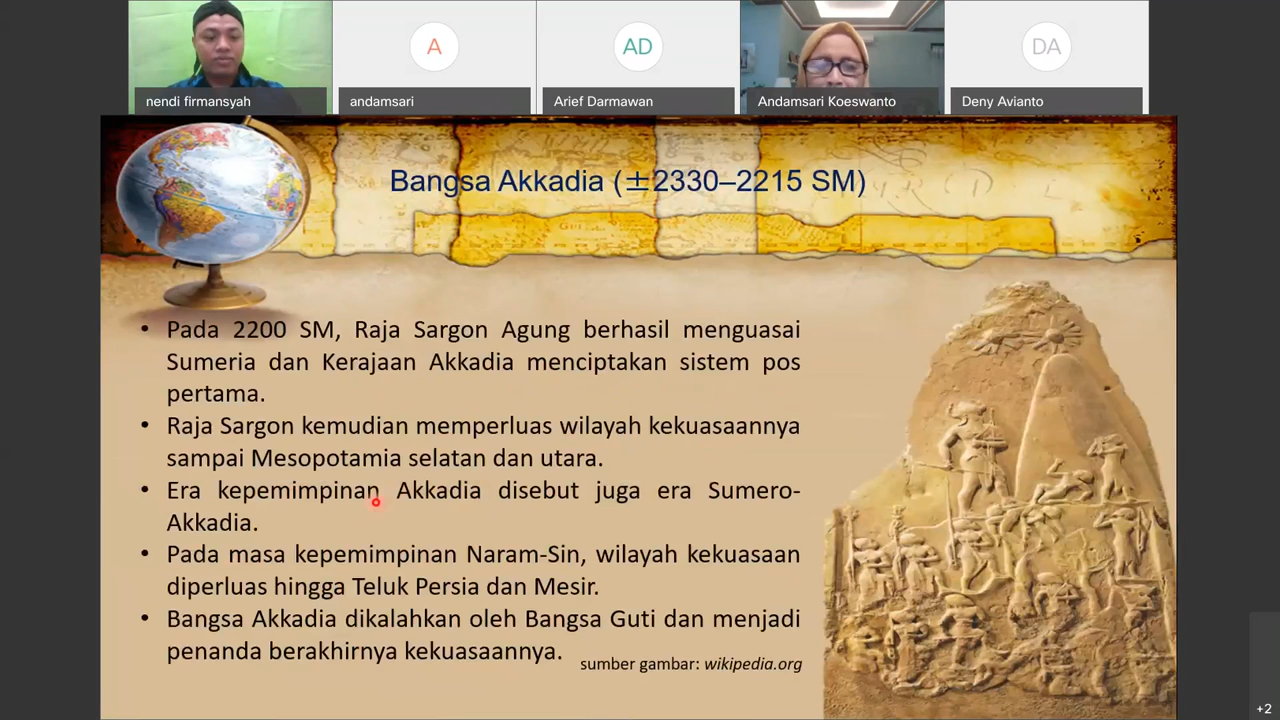 A
AD
DA
nendi firmansyah
andamsari
Arief Darmawan
Andamsari Koeswanto
Deny Avianto
Bangsa Akkadia (±2330–2215 SM)
• Pada 2200 SM, Raja Sargon Agung berhasil menguasai
Sumeria dan Kerajaan Akkadia menciptakan sistem pos
pertama.
• Raja Sargon kemudian memperluas wilayah kekuasaannya
sampai Mesopotamia selatan dan utara.
• Era kepemimpinan Akkadia disebut juga era Sumero-
Akkadia.
• Pada masa kepemimpinan Naram-Sin, wilayah kekuasaan
diperluas hingga Teluk Persia dan Mesir.
• Bangsa Akkadia dikalahkan oleh Bangsa Guti dan menjadi
penanda berakhirnya kekuasaannya.
sumber gambar: wikipedia.org
+2